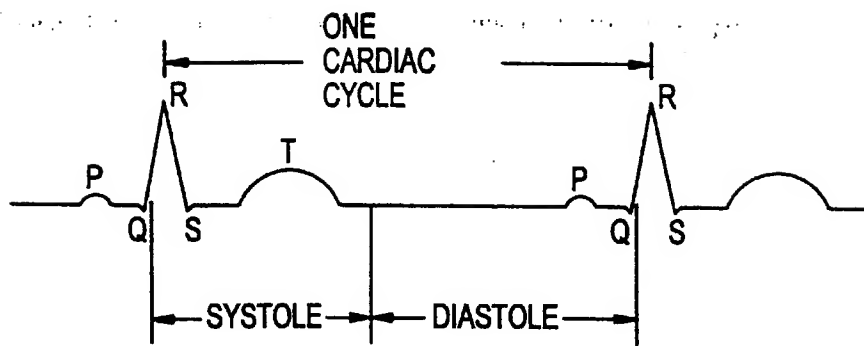 ONE
CARDIAC
CYCLE
R
R
P
T
P
Q
S
Q
S
SYSTOLE
DIASTOLE